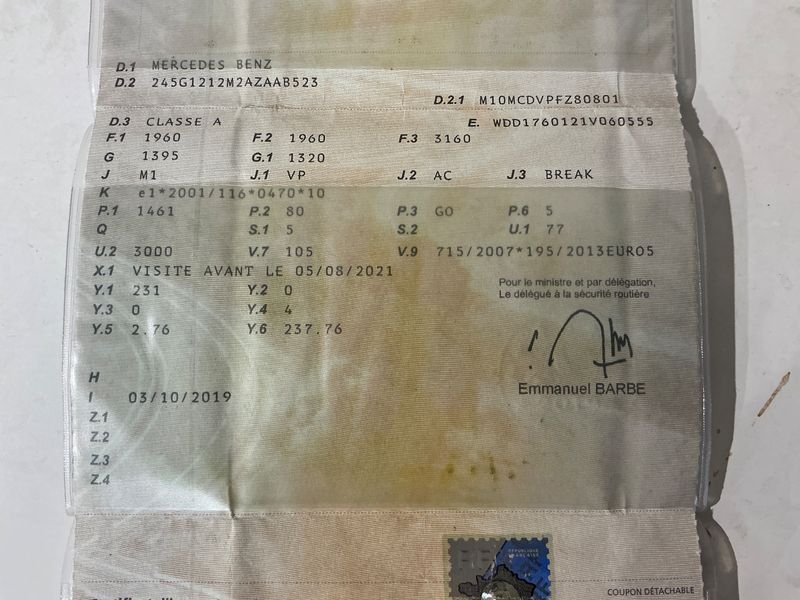 D.1 MERCEDES BENZ
D.2 245G1212M2AZAAB523
D.2.1 M10MCDVPFZ80801
D.3 CLASSE A E. WDD1760121V060555
F.1 1960 F.2 1960 F.3 3160
G 1395 G.1 1320
J M1 J.1 VP J.2 AC J.3 BREAK
K e1*2001/116*0470*10
P.1 1461 P.2 80 P.3 GO P.6 5
Q S.1 5 S.2 U.1 77
U.2 3000 V.7 105 V.9 715/2007*195/2013EURO5
X.1 VISITE AVANT LE 05/08/2021
Y.1 231 Y.2 0
Pour le ministre et par délégation,
Le délégué à la sécurité routière
Y.3 0 Y.4 4
Y.5 2.76 Y.6 237.76
Emmanuel BARBE
H
I 03/10/2019
Z.1
Z.2
Z.3
Z.4
RF
RÉPUBLIQUE
FRANÇAISE
COUPON DÉTACHABLE